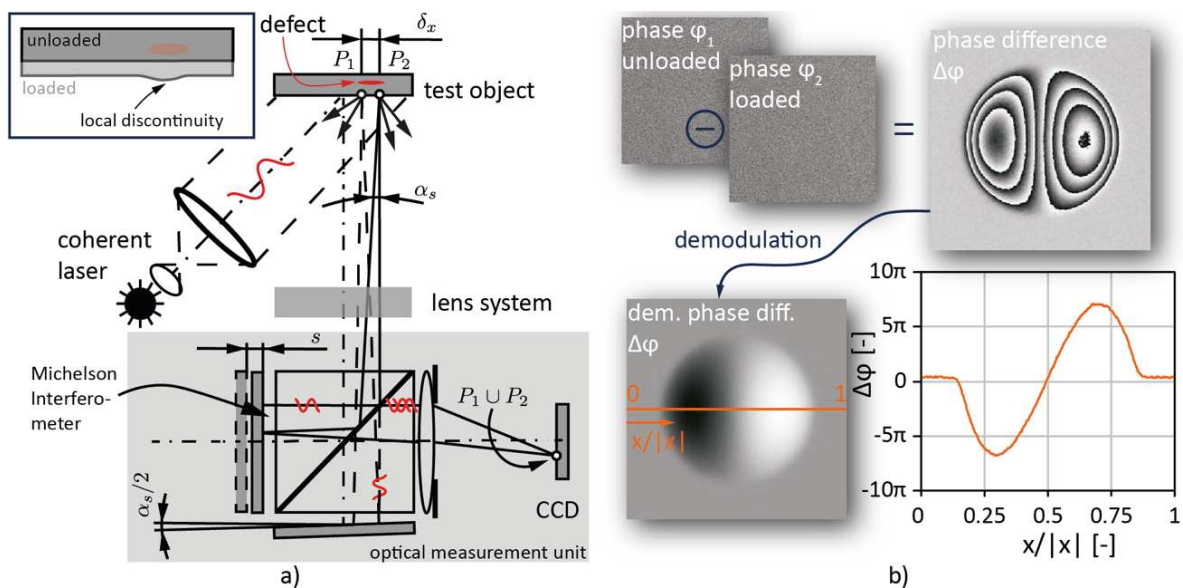 a)
unloaded
loaded
local discontinuity
defect
δx
P1
P2
test object
αs
coherent
laser
lens system
s
Michelson
Interfero-
meter
P1 ∪ P2
αs/2
CCD
optical measurement unit
a)
b)
phase φ1
unloaded
phase φ2
loaded
−
=
phase difference
Δφ
demodulation
dem. phase diff.
Δφ
0
1
x/|x|
10π
5π
0
-5π
-10π
Δφ [-]
0
0.25
0.5
0.75
1
x/|x| [-]
b)